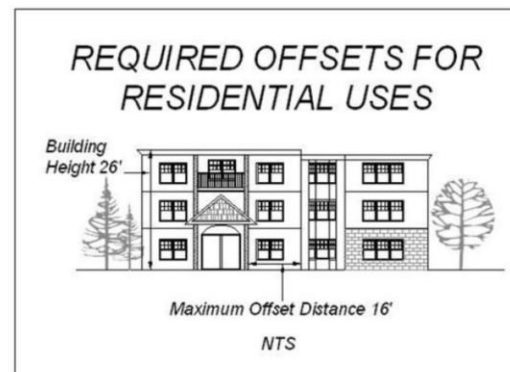 REQUIRED OFFSETS FOR
RESIDENTIAL USES
Building
Height 26'
Maximum Offset Distance 16'
NTS